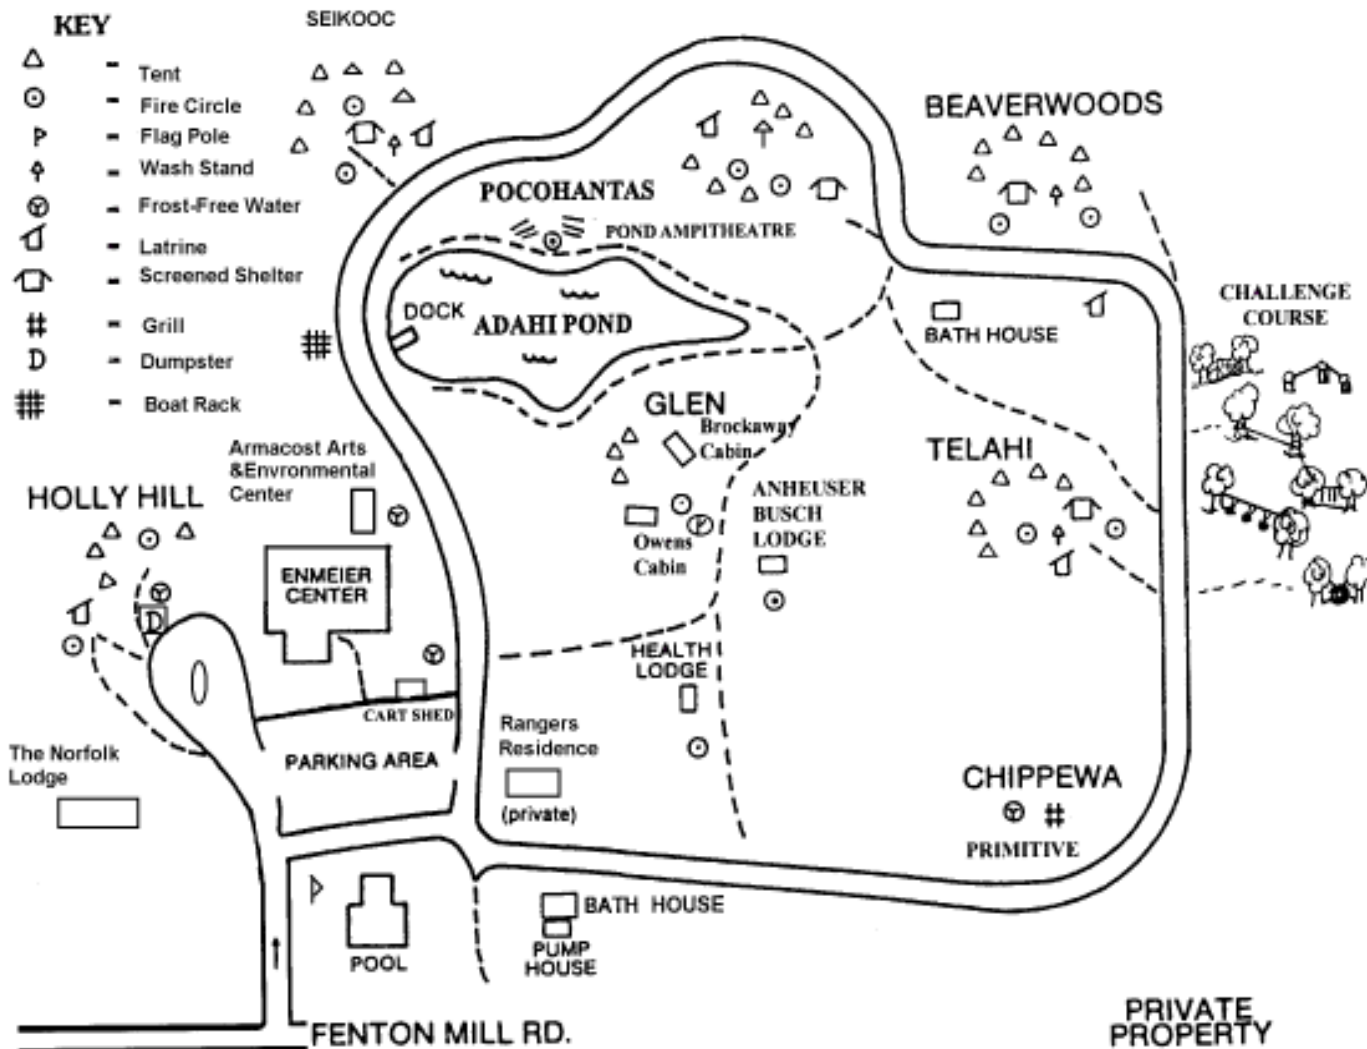 KEY
- Tent
- Fire Circle
- Flag Pole
- Wash Stand
- Frost-Free Water
- Latrine
- Screened Shelter
- Grill
D - Dumpster
- Boat Rack
SEIKOOC
BEAVERWOODS
POCOHANTAS
POND AMPITHEATRE
DOCK
ADAHI POND
BATH HOUSE
CHALLENGE
COURSE
GLEN
Brockaway
Cabin
TELAHI
Armacost Arts
&Envronmental
Center
HOLLY HILL
ANHEUSER
BUSCH
LODGE
Owens
Cabin
ENMEIER
CENTER
D
HEALTH
LODGE
CART SHED
Rangers
Residence
(private)
PARKING AREA
The Norfolk
Lodge
CHIPPEWA
PRIMITIVE
BATH HOUSE
PUMP
HOUSE
POOL
FENTON MILL RD.
PRIVATE
PROPERTY